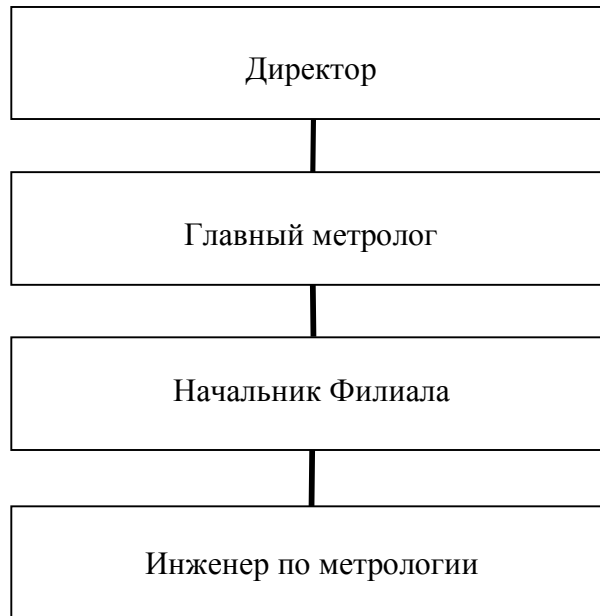 Директор
Главный метролог
Начальник Филиала
Инженер по метрологии